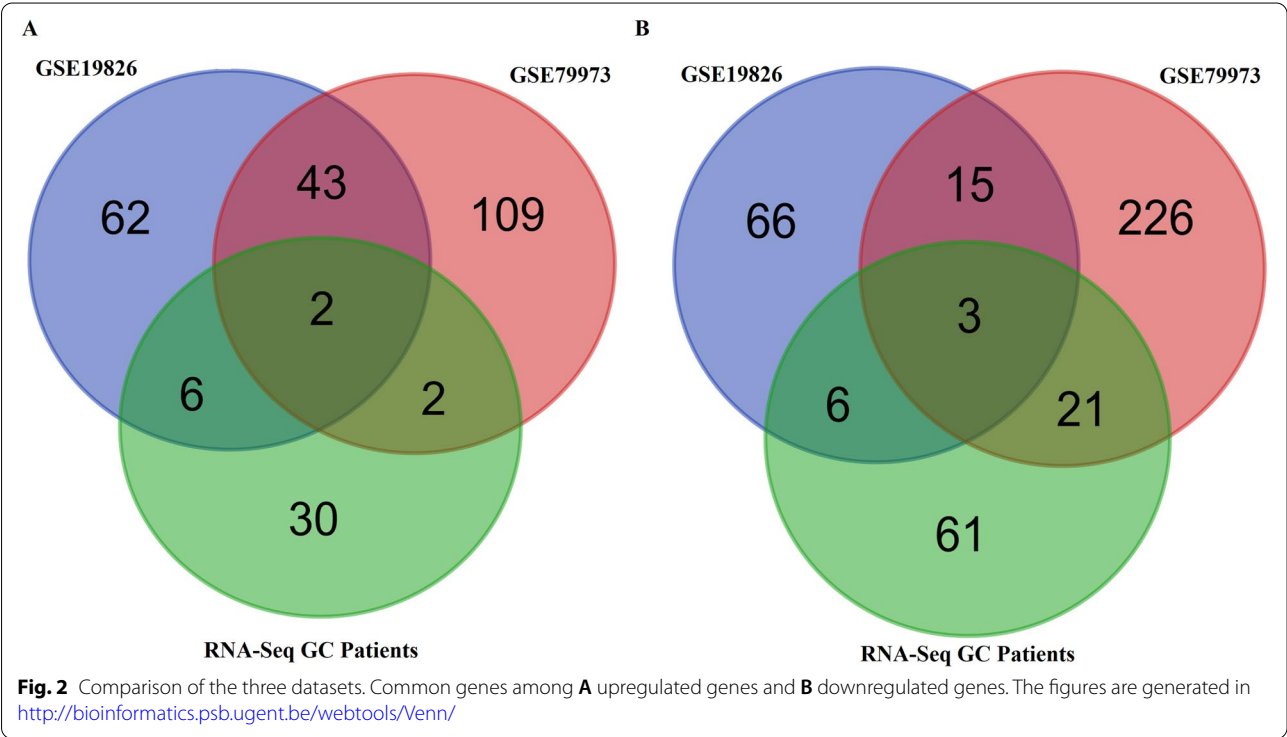 A
B
GSE19826
GSE79973
GSE19826
GSE79973
62
43
109
2
6
2
30
66
15
226
3
6
21
61
RNA-Seq GC Patients
RNA-Seq GC Patients
Fig. 2 Comparison of the three datasets. Common genes among A upregulated genes and B downregulated genes. The figures are generated in
http://bioinformatics.psb.ugent.be/webtools/Venn/